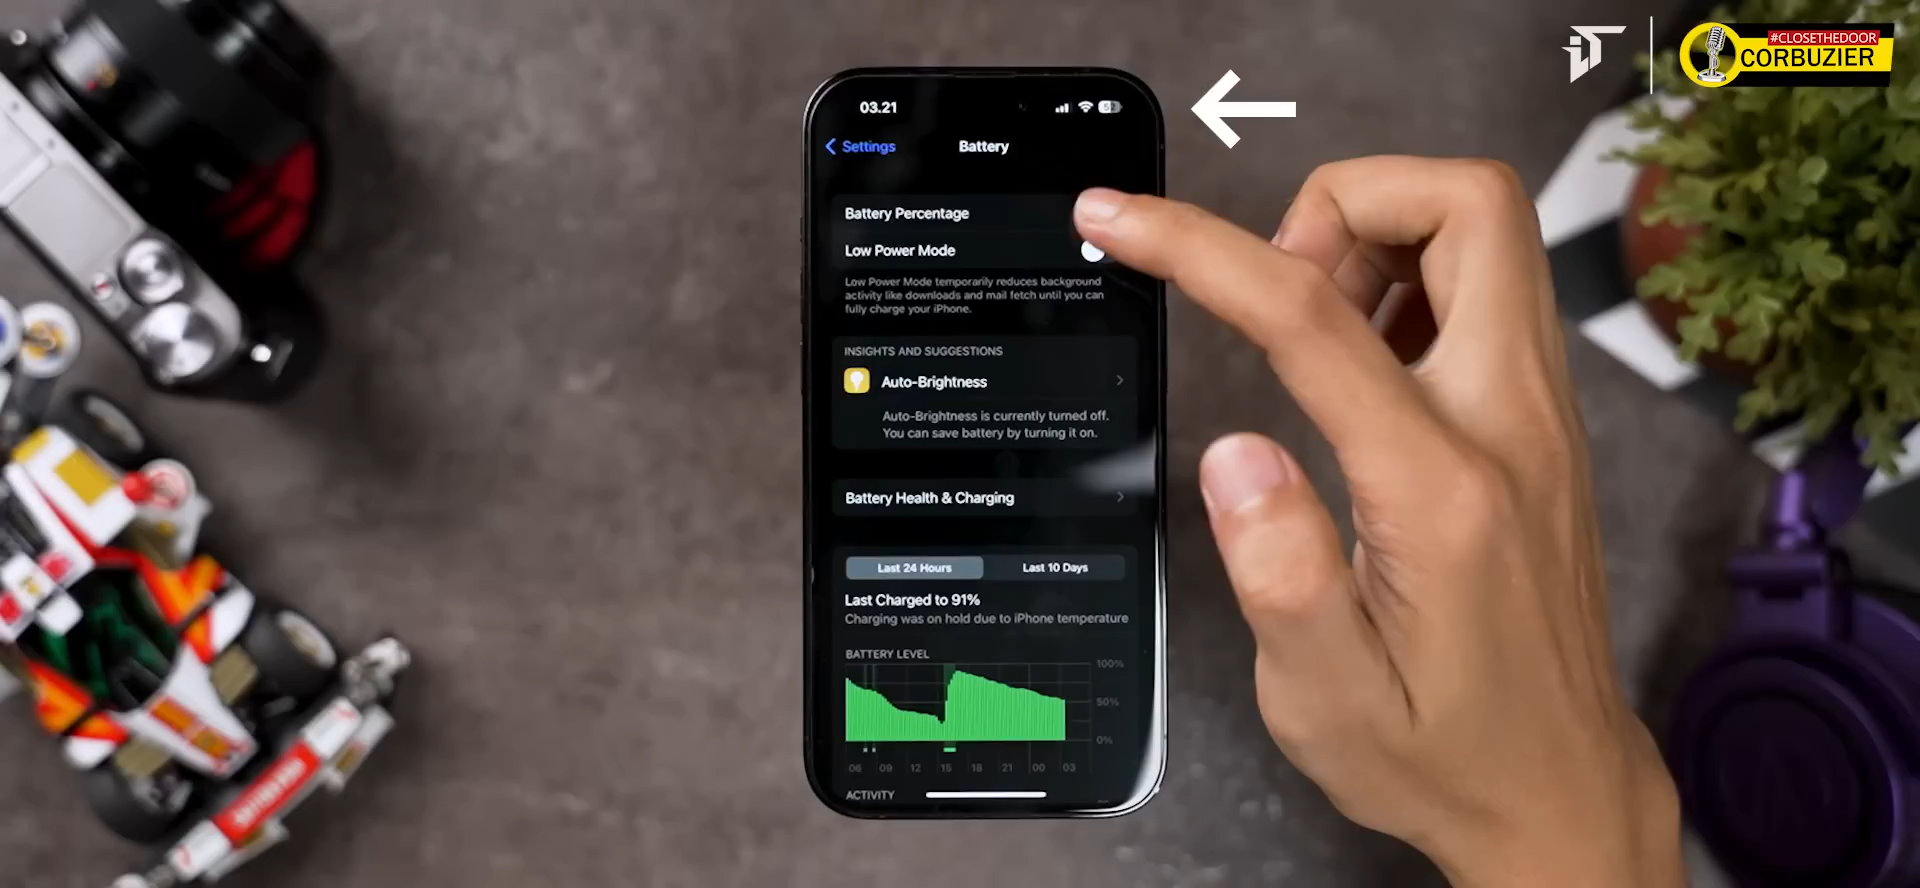 #CLOSETHEDOOR
CORBUZIER
03.21
Settings
Battery
Battery Percentage
Low Power Mode
Low Power Mode temporarily reduces background
activity like downloads and mail fetch until you can
fully charge your iPhone.
INSIGHTS AND SUGGESTIONS
Auto-Brightness
Auto-Brightness is currently turned off.
You can save battery by turning it on.
Battery Health & Charging
Last 24 Hours
Last 10 Days
Last Charged to 91%
Charging was on hold due to iPhone temperature
BATTERY LEVEL
100%
50%
0%
06 09 12 15 18 21 00 03
ACTIVITY